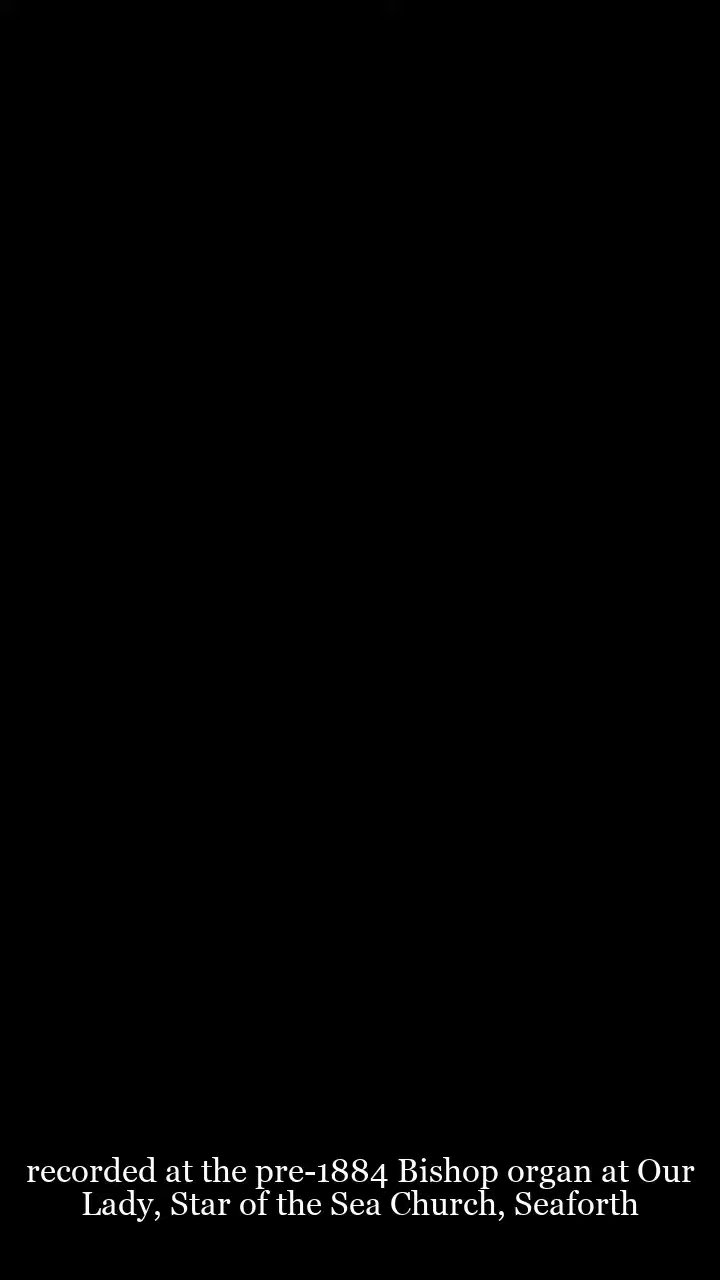 recorded at the pre-1884 Bishop organ at Our
Lady, Star of the Sea Church, Seaforth